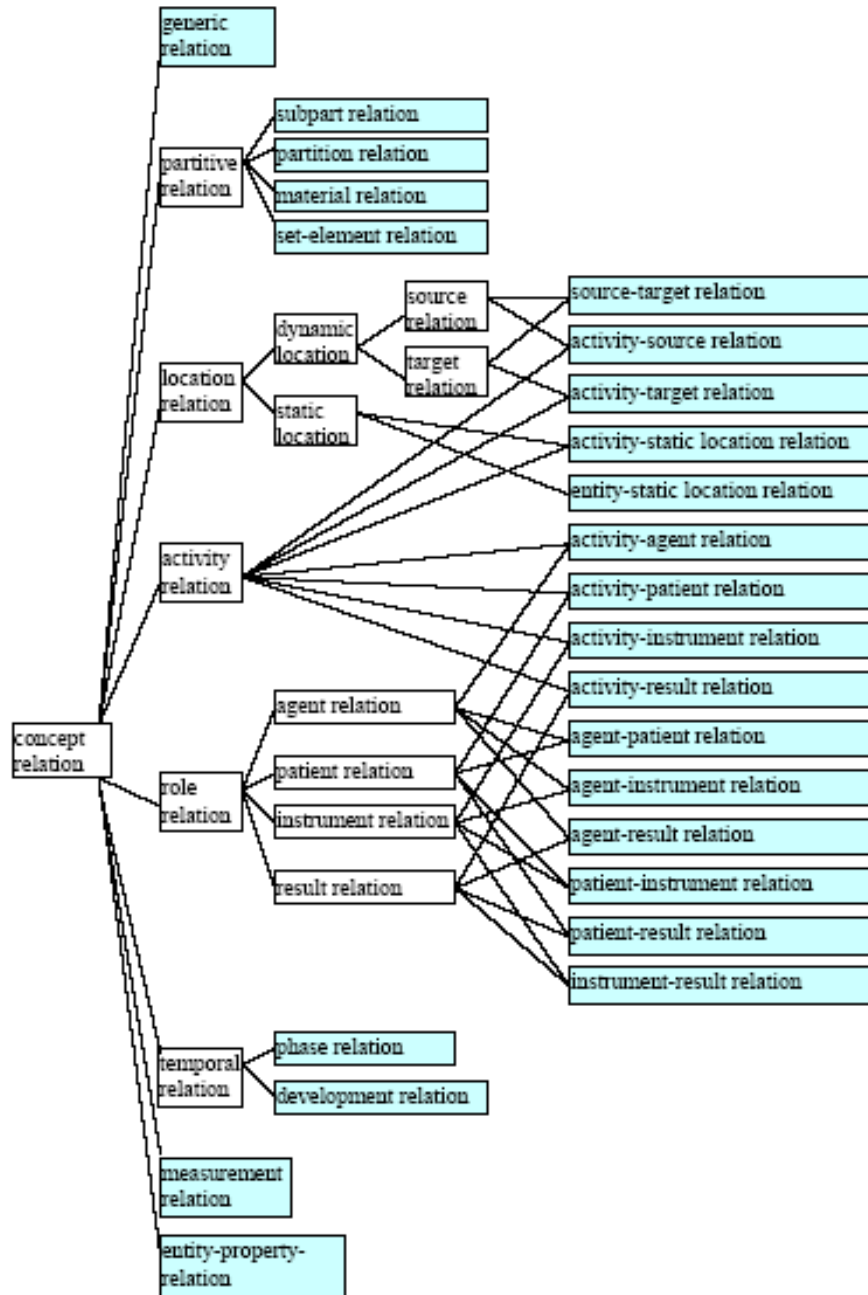 generic
relation
subpart relation
partitive
relation
partition relation
material relation
set-element relation
location
relation
dynamic
location
static
location
source
relation
target
relation
source-target relation
activity-source relation
activity-target relation
activity-static location relation
entity-static location relation
activity
relation
activity-agent relation
activity-patient relation
activity-instrument relation
activity-result relation
concept
relation
role
relation
agent relation
patient relation
instrument relation
result relation
agent-patient relation
agent-instrument relation
agent-result relation
patient-instrument relation
patient-result relation
instrument-result relation
temporal
relation
phase relation
development relation
measurement
relation
entity-property-
relation